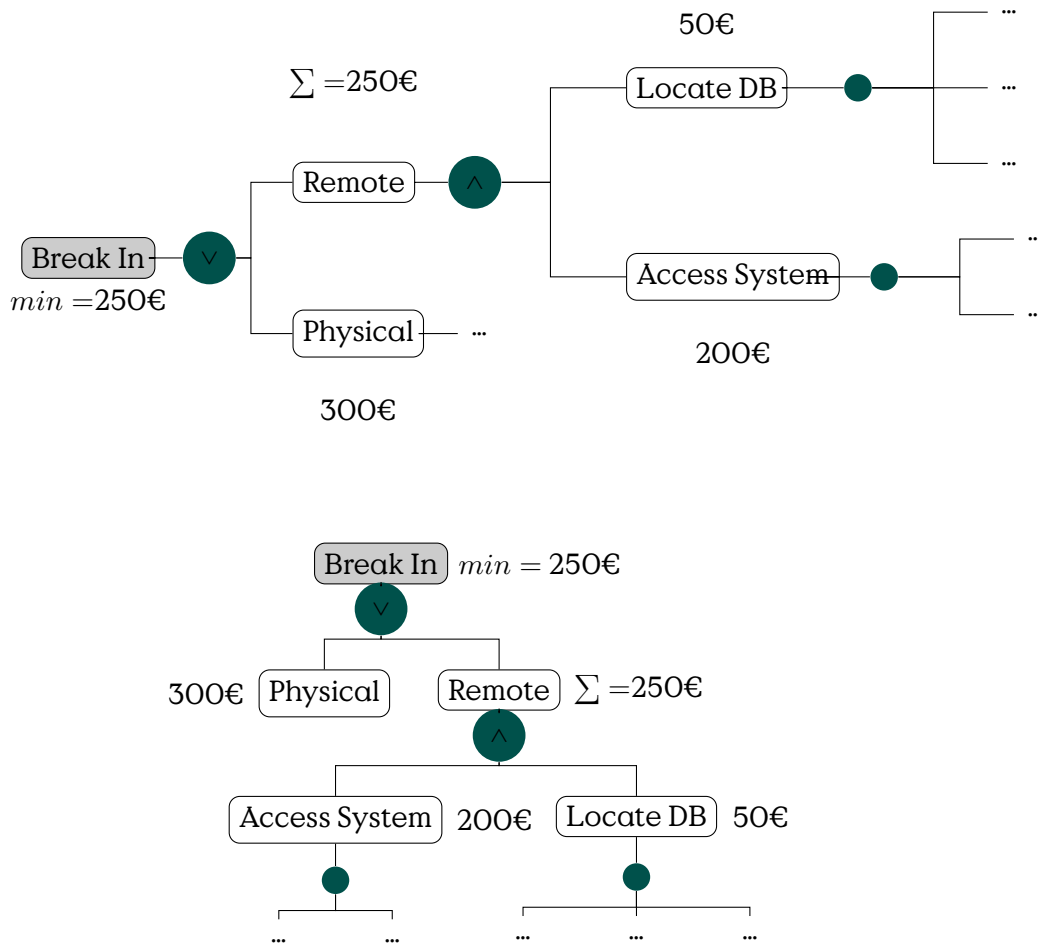 ...
50€
∑ =250€
Locate DB
...
...
Remote ∧
..
Break In ∨
Access System
min =250€
..
Physical ...
200€
300€
Break In min = 250€
∨
300€ Physical Remote ∑ =250€
∧
Access System 200€ Locate DB 50€
... ... ... ... ...